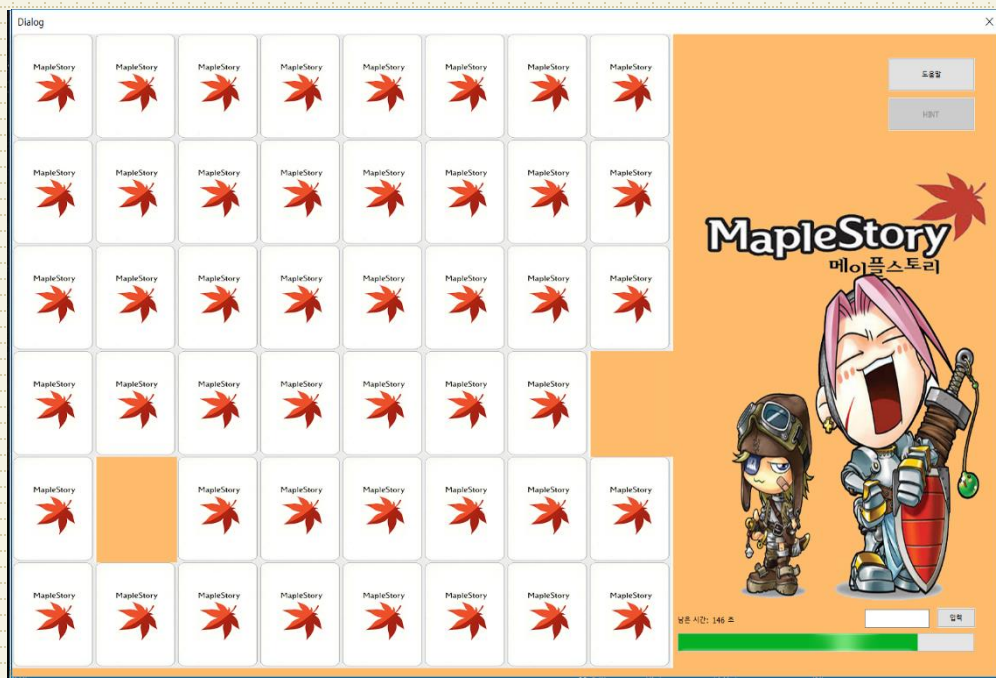 Dialog
MapleStory MapleStory MapleStory MapleStory MapleStory MapleStory MapleStory MapleStory
도움말
HINT
MapleStory MapleStory MapleStory MapleStory MapleStory MapleStory MapleStory MapleStory
MapleStory
메이플스토리
MapleStory MapleStory MapleStory MapleStory MapleStory MapleStory MapleStory MapleStory
MapleStory MapleStory MapleStory MapleStory MapleStory MapleStory MapleStory
MapleStory MapleStory MapleStory MapleStory MapleStory MapleStory MapleStory
MapleStory MapleStory MapleStory MapleStory MapleStory MapleStory MapleStory MapleStory
남은 시간: 146 초
입력